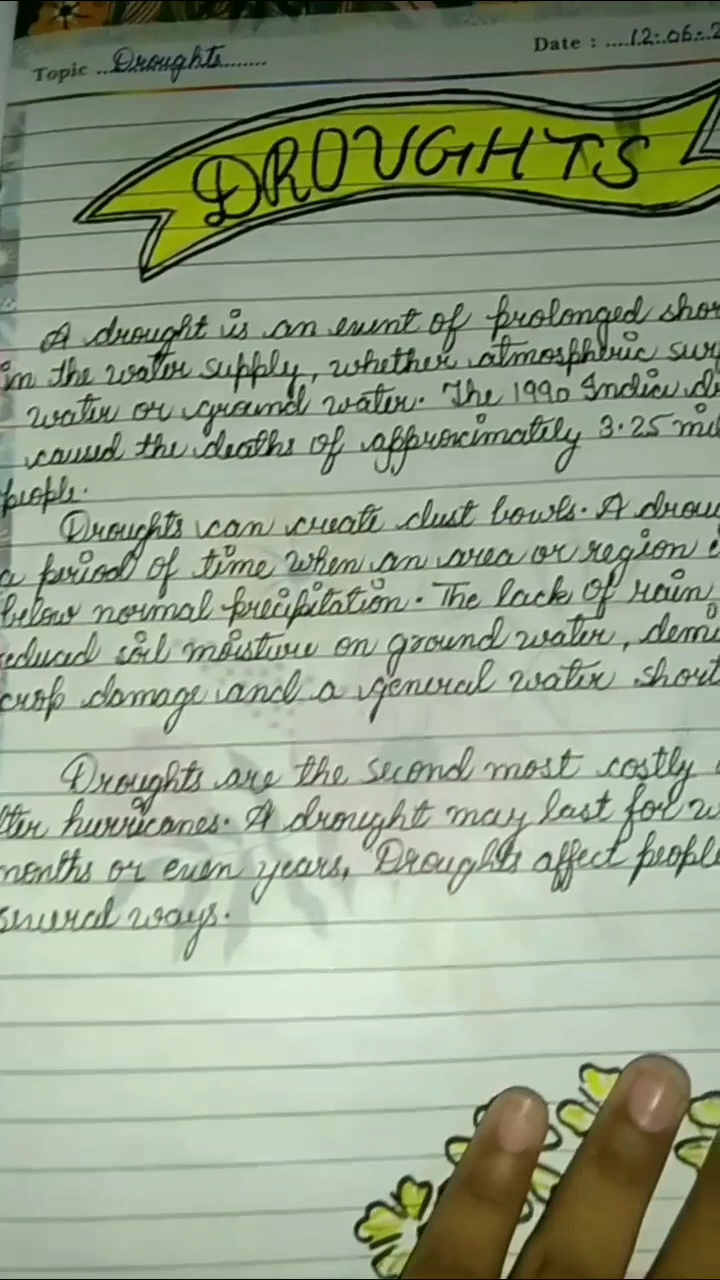 Topic ...Droughts.......
Date : ....12.06.2
DROUGHTS
A drought is an event of prolonged shor
in the water supply, whether atmospheric sur
water or ground water. The 1990 India d
caused the deaths of approximately 3.25 mi
people.
Droughts can create dust bowls. A drou
a period of time when an area or region
below normal precipitation. The lack of rain
reduced soil moisture on ground water, demi
crop damage and a general water short
Droughts are the second most costly
fter hurricanes. A drought may last for w
months or even years, Droughts affect people
several ways.